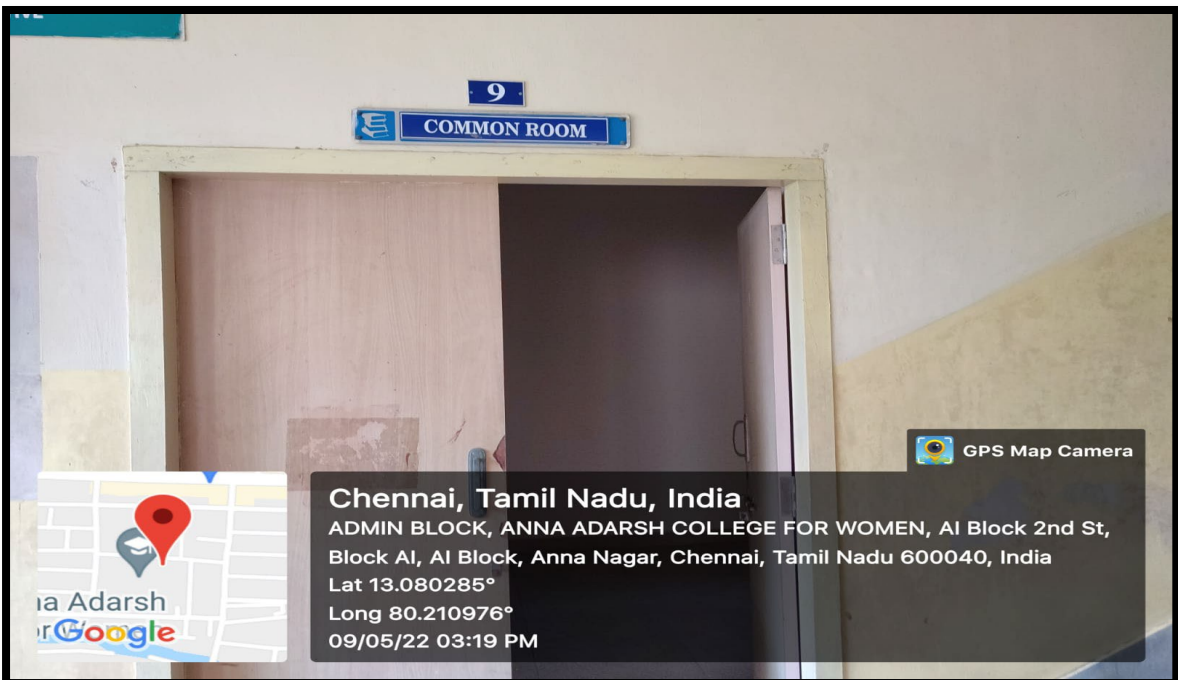 9
COMMON ROOM
GPS Map Camera
Chennai, Tamil Nadu, India
ADMIN BLOCK, ANNA ADARSH COLLEGE FOR WOMEN, AI Block 2nd St,
Block AI, AI Block, Anna Nagar, Chennai, Tamil Nadu 600040, India
Lat 13.080285°
Long 80.210976°
09/05/22 03:19 PM
Adarsh
Google